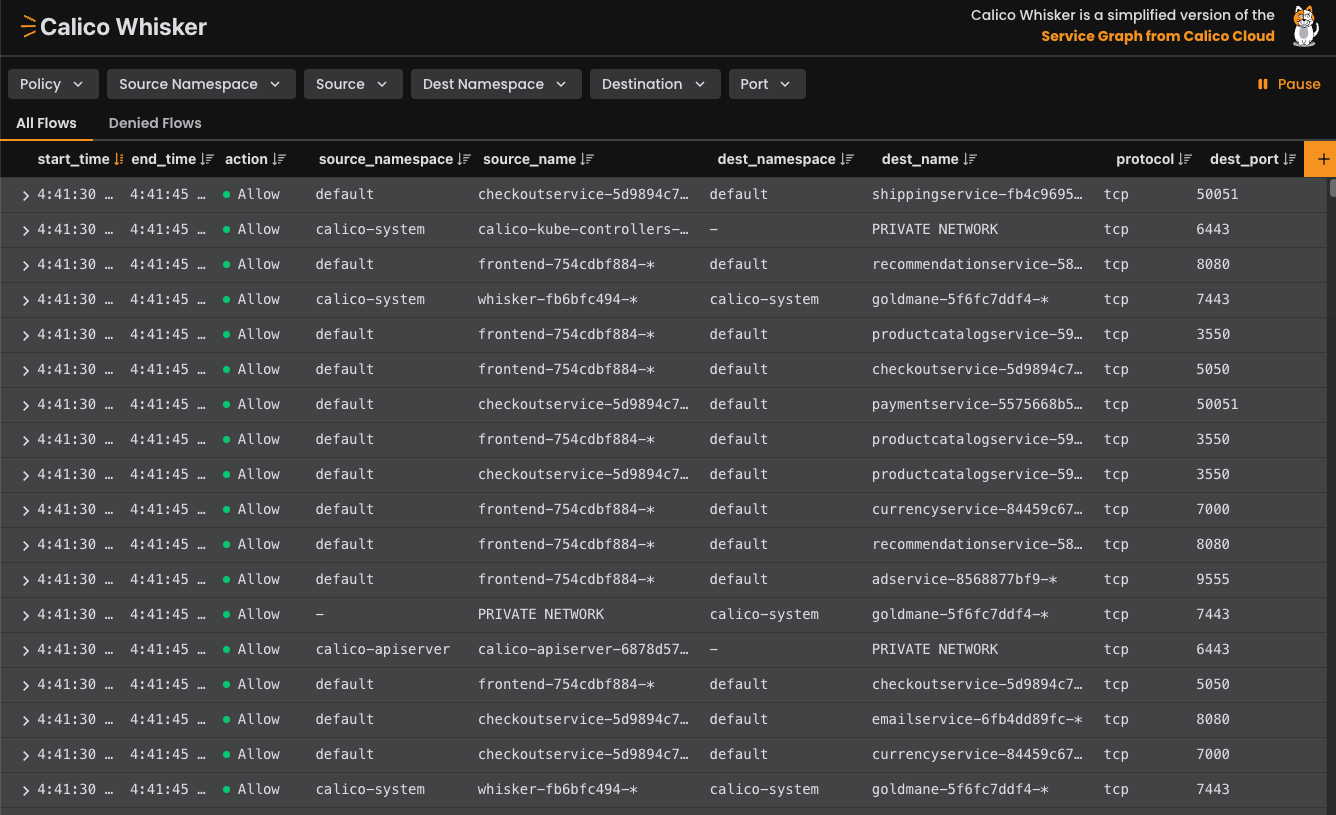 Calico Whisker
Calico Whisker is a simplified version of the
Service Graph from Calico Cloud
Policy Source Namespace Source Dest Namespace Destination Port Pause
All Flows Denied Flows
start_time end_time action source_namespace source_name dest_namespace dest_name protocol dest_port +
4:41:30 … 4:41:45 … Allow default checkoutservice-5d9894c7… default shippingservice-fb4c9695… tcp 50051
4:41:30 … 4:41:45 … Allow calico-system calico-kube-controllers-… – PRIVATE NETWORK tcp 6443
4:41:30 … 4:41:45 … Allow default frontend-754cdbf884-* default recommendationservice-58… tcp 8080
4:41:30 … 4:41:45 … Allow calico-system whisker-fb6bfc494-* calico-system goldmane-5f6fc7ddf4-* tcp 7443
4:41:30 … 4:41:45 … Allow default frontend-754cdbf884-* default productcatalogservice-59… tcp 3550
4:41:30 … 4:41:45 … Allow default frontend-754cdbf884-* default checkoutservice-5d9894c7… tcp 5050
4:41:30 … 4:41:45 … Allow default checkoutservice-5d9894c7… default paymentservice-5575668b5… tcp 50051
4:41:30 … 4:41:45 … Allow default frontend-754cdbf884-* default productcatalogservice-59… tcp 3550
4:41:30 … 4:41:45 … Allow default checkoutservice-5d9894c7… default productcatalogservice-59… tcp 3550
4:41:30 … 4:41:45 … Allow default frontend-754cdbf884-* default currencyservice-84459c67… tcp 7000
4:41:30 … 4:41:45 … Allow default frontend-754cdbf884-* default recommendationservice-58… tcp 8080
4:41:30 … 4:41:45 … Allow default frontend-754cdbf884-* default adservice-8568877bf9-* tcp 9555
4:41:30 … 4:41:45 … Allow – PRIVATE NETWORK calico-system goldmane-5f6fc7ddf4-* tcp 7443
4:41:30 … 4:41:45 … Allow calico-apiserver calico-apiserver-6878d57… – PRIVATE NETWORK tcp 6443
4:41:30 … 4:41:45 … Allow default frontend-754cdbf884-* default checkoutservice-5d9894c7… tcp 5050
4:41:30 … 4:41:45 … Allow default checkoutservice-5d9894c7… default emailservice-6fb4dd89fc-* tcp 8080
4:41:30 … 4:41:45 … Allow default checkoutservice-5d9894c7… default currencyservice-84459c67… tcp 7000
4:41:30 … 4:41:45 … Allow calico-system whisker-fb6bfc494-* calico-system goldmane-5f6fc7ddf4-* tcp 7443